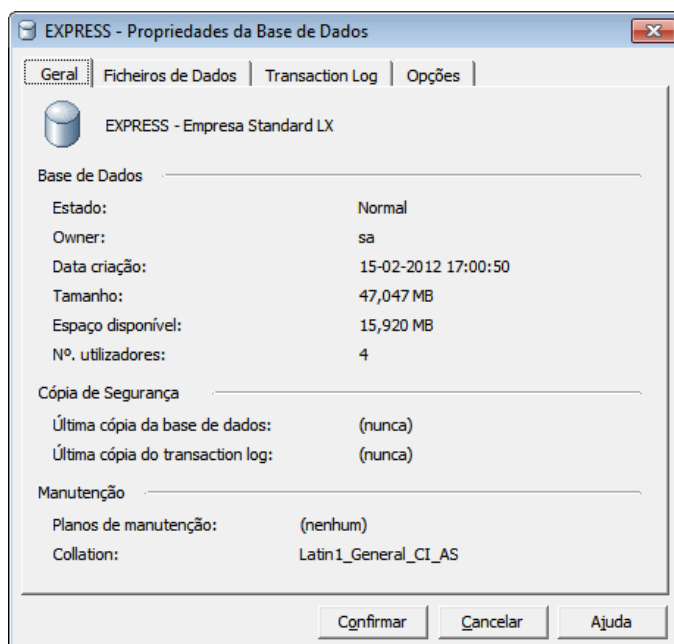 EXPRESS - Propriedades da Base de Dados
Geral
Ficheiros de Dados
Transaction Log
Opções
EXPRESS - Empresa Standard LX
Base de Dados
Estado: Normal
Owner: sa
Data criação: 15-02-2012 17:00:50
Tamanho: 47,047 MB
Espaço disponível: 15,920 MB
Nº. utilizadores: 4
Cópia de Segurança
Última cópia da base de dados: (nunca)
Última cópia do transaction log: (nunca)
Manutenção
Planos de manutenção: (nenhum)
Collation: Latin1_General_CI_AS
Confirmar
Cancelar
Ajuda